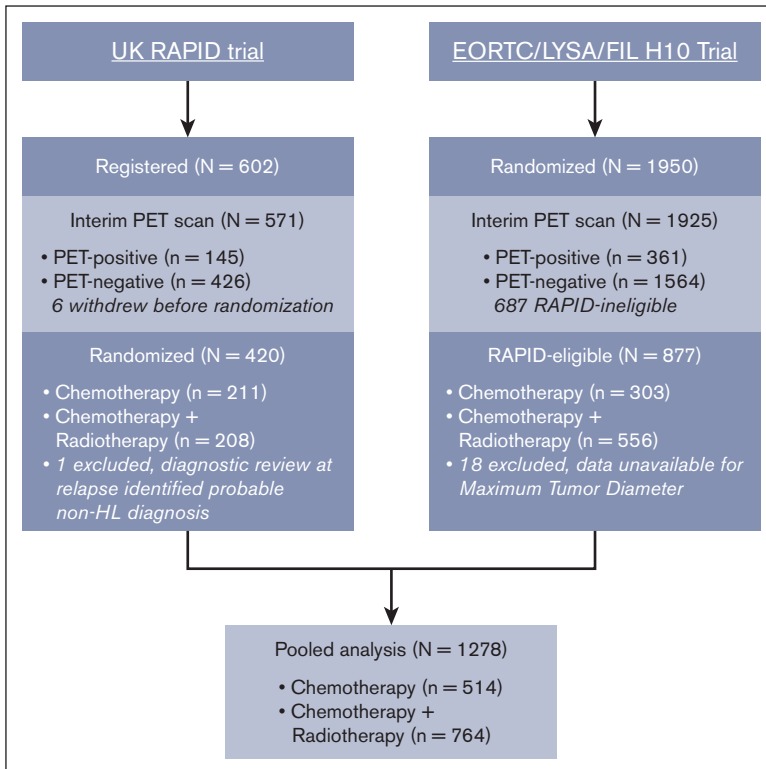 UK RAPID trial
Registered (N = 602)
Interim PET scan (N = 571)
• PET-positive (n = 145)
• PET-negative (n = 426)
6 withdrew before randomization
Randomized (N = 420)
• Chemotherapy (n = 211)
• Chemotherapy +
Radiotherapy (n = 208)
• 1 excluded, diagnostic review at
relapse identified probable
non-HL diagnosis
EORTC/LYSA/FIL H10 Trial
Randomized (N = 1950)
Interim PET scan (N = 1925)
• PET-positive (n = 361)
• PET-negative (n = 1564)
687 RAPID-ineligible
RAPID-eligible (N = 877)
• Chemotherapy (n = 303)
• Chemotherapy +
Radiotherapy (n = 556)
• 18 excluded, data unavailable for
Maximum Tumor Diameter
Pooled analysis (N = 1278)
• Chemotherapy (n = 514)
• Chemotherapy +
Radiotherapy (n = 764)